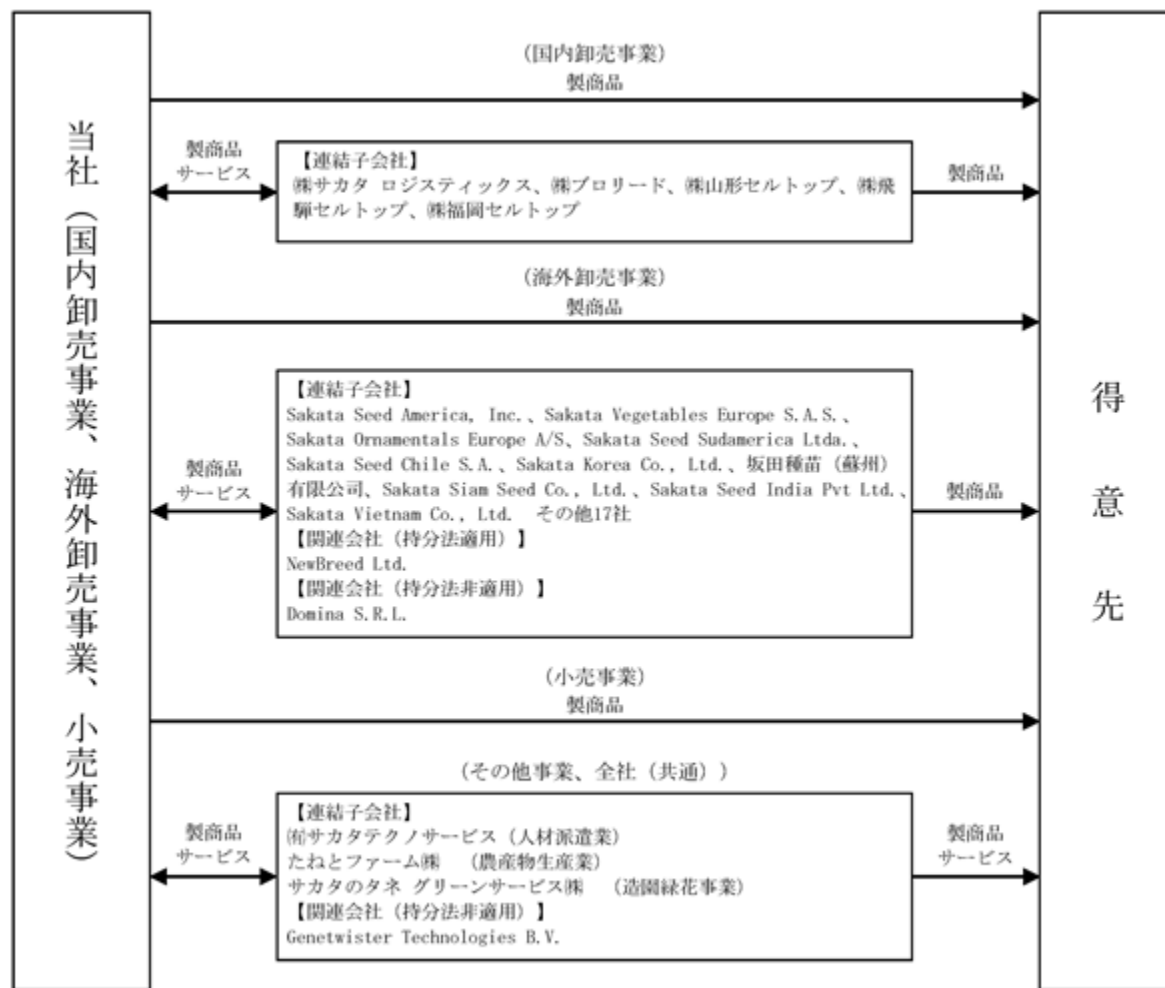 当社（国内卸売事業、海外卸売事業、小売事業）
（国内卸売事業）
製商品
製商品
サービス
【連結子会社】
㈱サカタ ロジスティックス、㈱ブロリード、㈱山形セルトップ、㈱飛
騨セルトップ、㈱福岡セルトップ
製商品
（海外卸売事業）
製商品
製商品
サービス
【連結子会社】
Sakata Seed America, Inc.、Sakata Vegetables Europe S.A.S.、
Sakata Ornamentals Europe A/S、Sakata Seed Sudamerica Ltda.、
Sakata Seed Chile S.A.、Sakata Korea Co., Ltd.、坂田種苗（蘇州）
有限公司、Sakata Siam Seed Co., Ltd.、Sakata Seed India Pvt Ltd.、
Sakata Vietnam Co., Ltd.　その他17社
【関連会社（持分法適用）】
NewBreed Ltd.
【関連会社（持分法非適用）】
Domina S.R.L.
製商品
（小売事業）
製商品
（その他事業、全社（共通））
製商品
サービス
【連結子会社】
㈲サカタテクノサービス（人材派遣業）
たねとファーム㈱　（農産物生産業）
サカタのタネ グリーンサービス㈱　（造園緑花事業）
【関連会社（持分法非適用）】
Genetwister Technologies B.V.
製商品
サービス
得意先